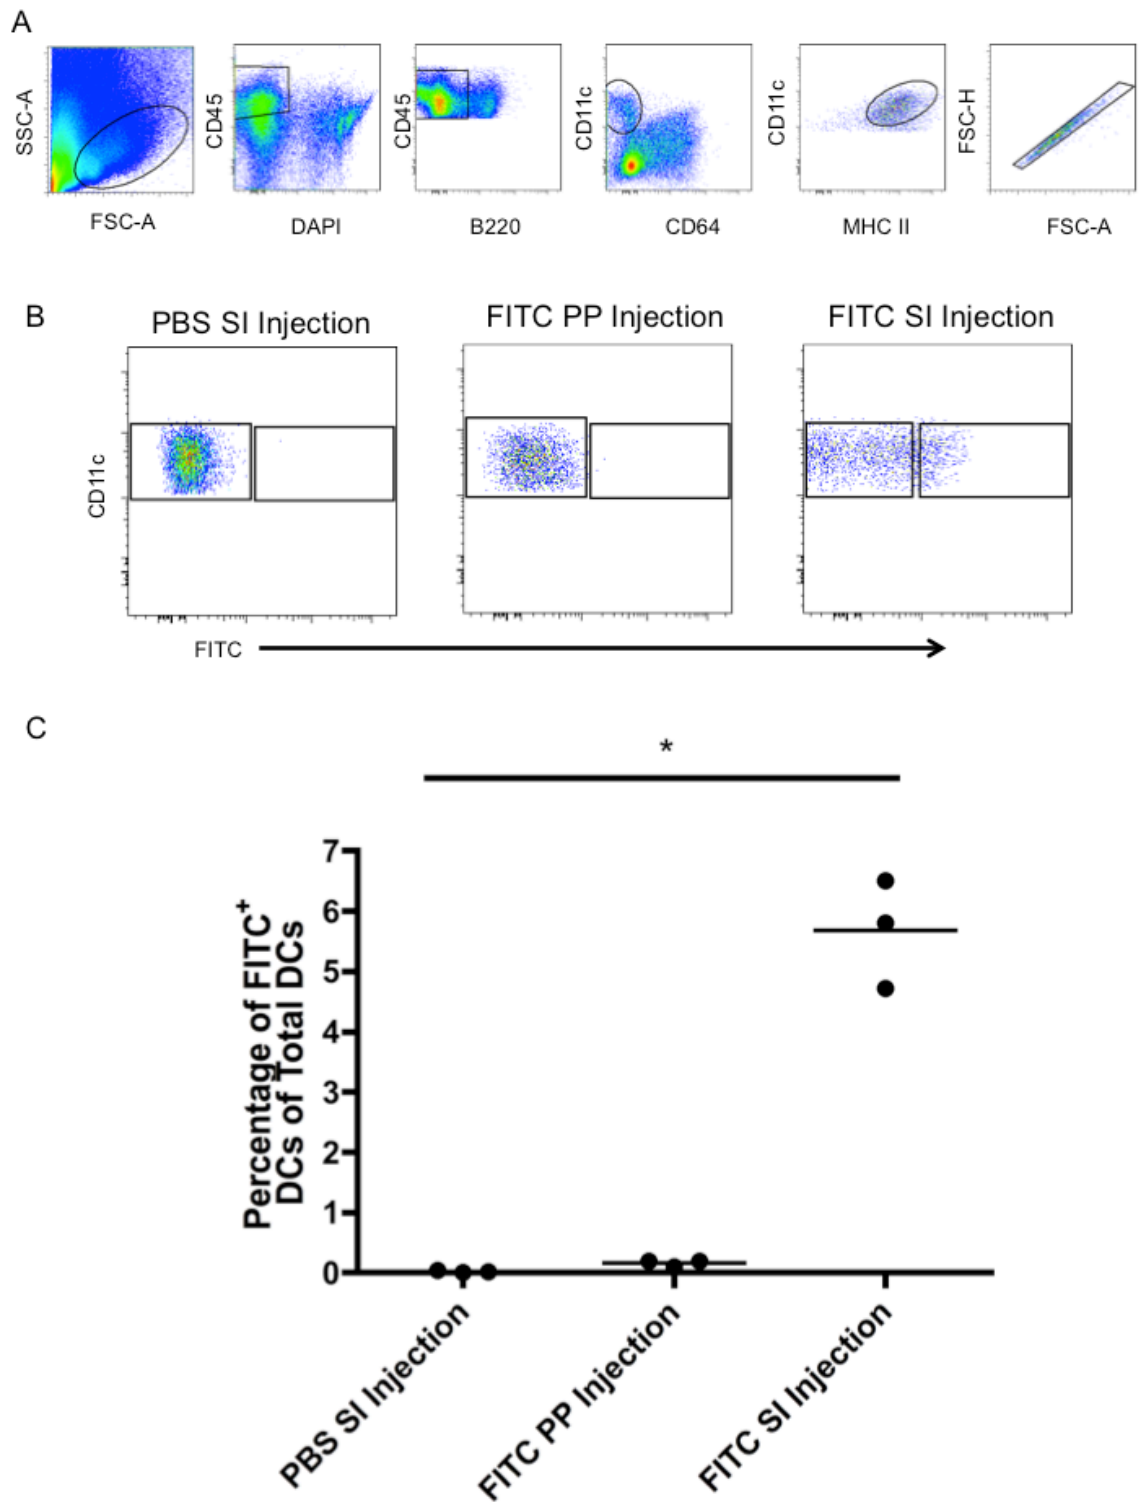 A
SSC-A
FSC-A
CD45
DAPI
CD45
B220
CD11c
CD64
CD11c
MHC II
FSC-H
FSC-A
B
PBS SI Injection
FITC PP Injection
FITC SI Injection
CD11c
FITC
C
*
Percentage of FITC+
DCs of Total DCs
7
6
5
4
3
2
1
0
PBS SI Injection
FITC PP Injection
FITC SI Injection